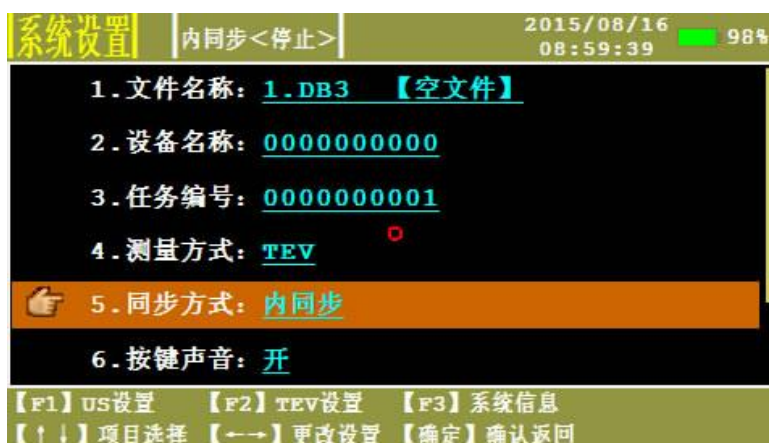 系统设置 内同步<停止> 2015/08/16 08:59:39 98%
1.文件名称：1.DB3 【空文件】
2.设备名称：0000000000
3.任务编号：0000000001
4.测量方式：TEV
5.同步方式：内同步
6.按键声音：开
【F1】US设置 【F2】TEV设置 【F3】系统信息
【↑↓】项目选择 【←→】更改设置 【确定】确认返回